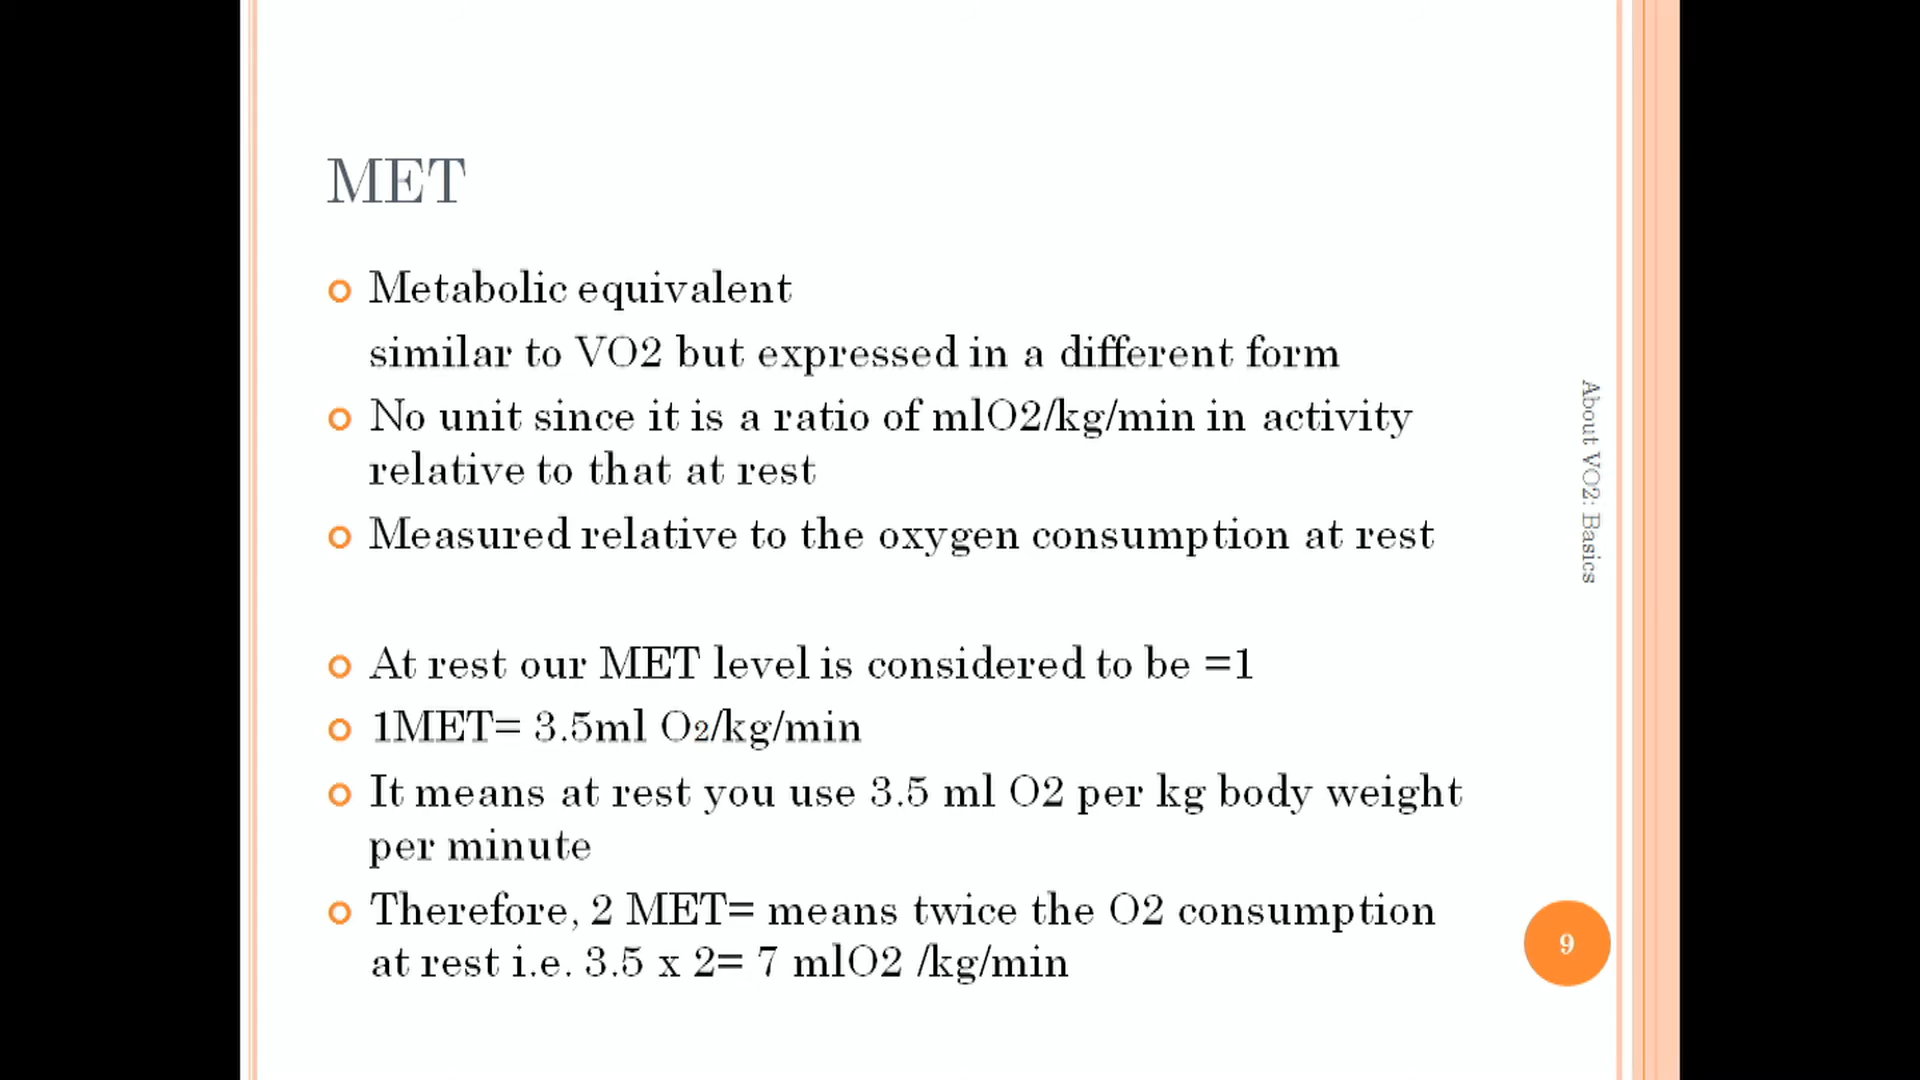 MET
Metabolic equivalent
similar to VO2 but expressed in a different form
No unit since it is a ratio of mlO2/kg/min in activity
relative to that at rest
Measured relative to the oxygen consumption at rest
At rest our MET level is considered to be =1
1MET= 3.5ml O2/kg/min
It means at rest you use 3.5 ml O2 per kg body weight
per minute
Therefore, 2 MET= means twice the O2 consumption
at rest i.e. 3.5 x 2= 7 mlO2 /kg/min
About VO2: Basics
9